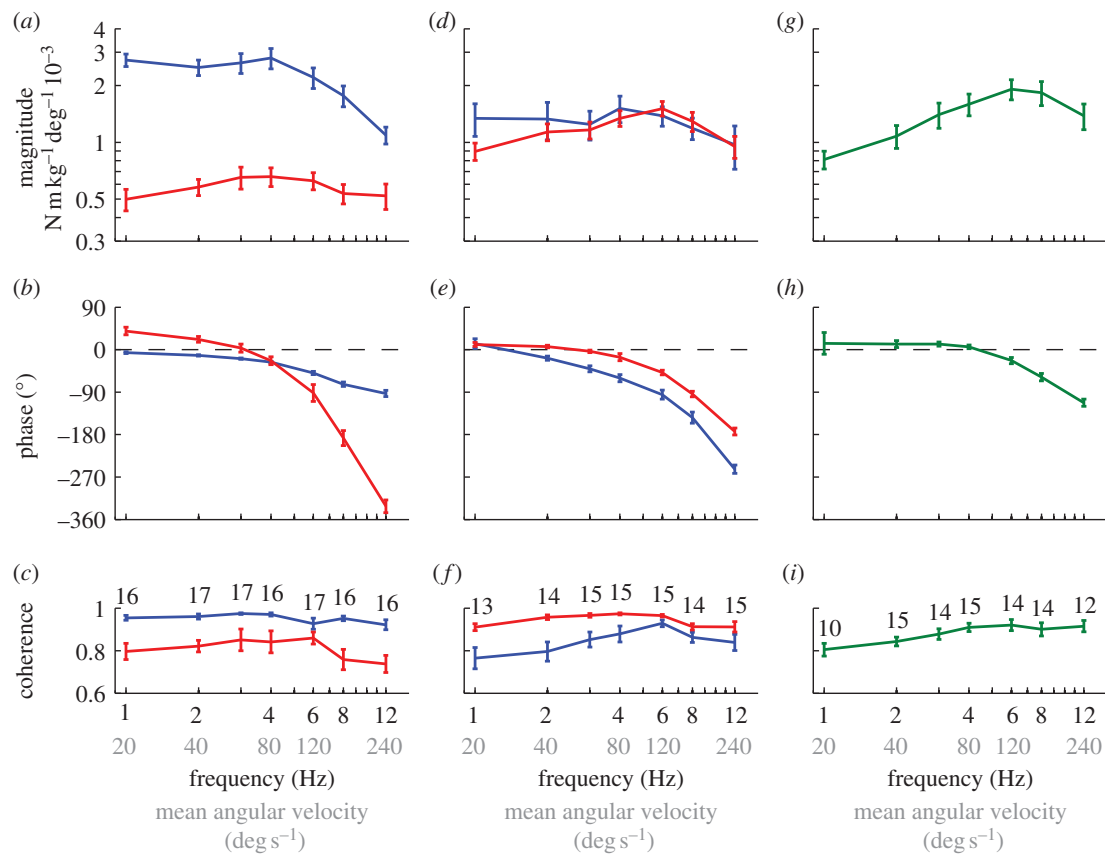 (a)
(d)
(g)
magnitude
N m kg⁻¹ deg⁻¹ 10⁻³
4
3
2
1
0.5
0.3
(b)
(e)
(h)
phase (°)
90
0
–90
–180
–270
–360
(c)
(f)
(i)
coherence
1
0.8
0.6
16 17 17 16 17 16 16
13 14 15 15 15 14 15
10 15 14 15 14 14 12
1 2 4 6 8 12
20 40 80 120 240
frequency (Hz)
mean angular velocity
(deg s⁻¹)
1 2 4 6 8 12
20 40 80 120 240
frequency (Hz)
mean angular velocity
(deg s⁻¹)
1 2 4 6 8 12
20 40 80 120 240
frequency (Hz)
mean angular velocity
(deg s⁻¹)